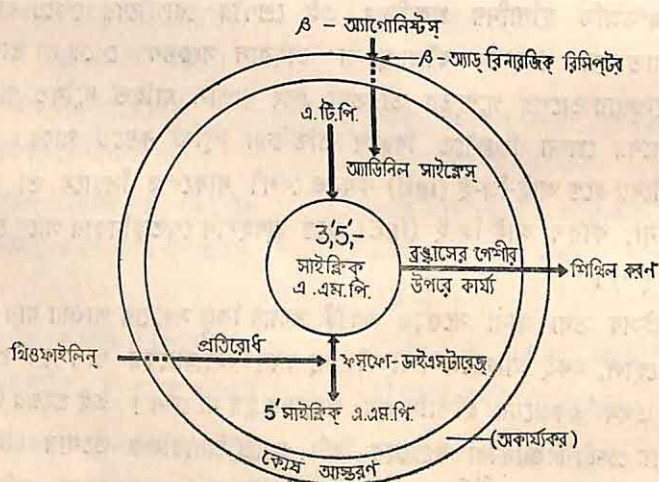 β - অ্যাগোনিস্টস্
β-অ্যাড্ রিনারজিক্ রিসিপ্টর
এ.টি.পি.
অ্যাডিনিল সাইক্লেস্
3',5',-
সাইক্লিক্
এ.এম.পি.
ব্রঙ্কাসের পেশীর
উপরে কার্য্য
শিথিল করণ
প্রতিরোধ
থিওফাইলিন্
ফস্ফো-ডাইএস্টারেজ্
5' সাইক্লিক্ এ.এম.পি.
(অকার্য্যকর)
কোষ আস্তরণ